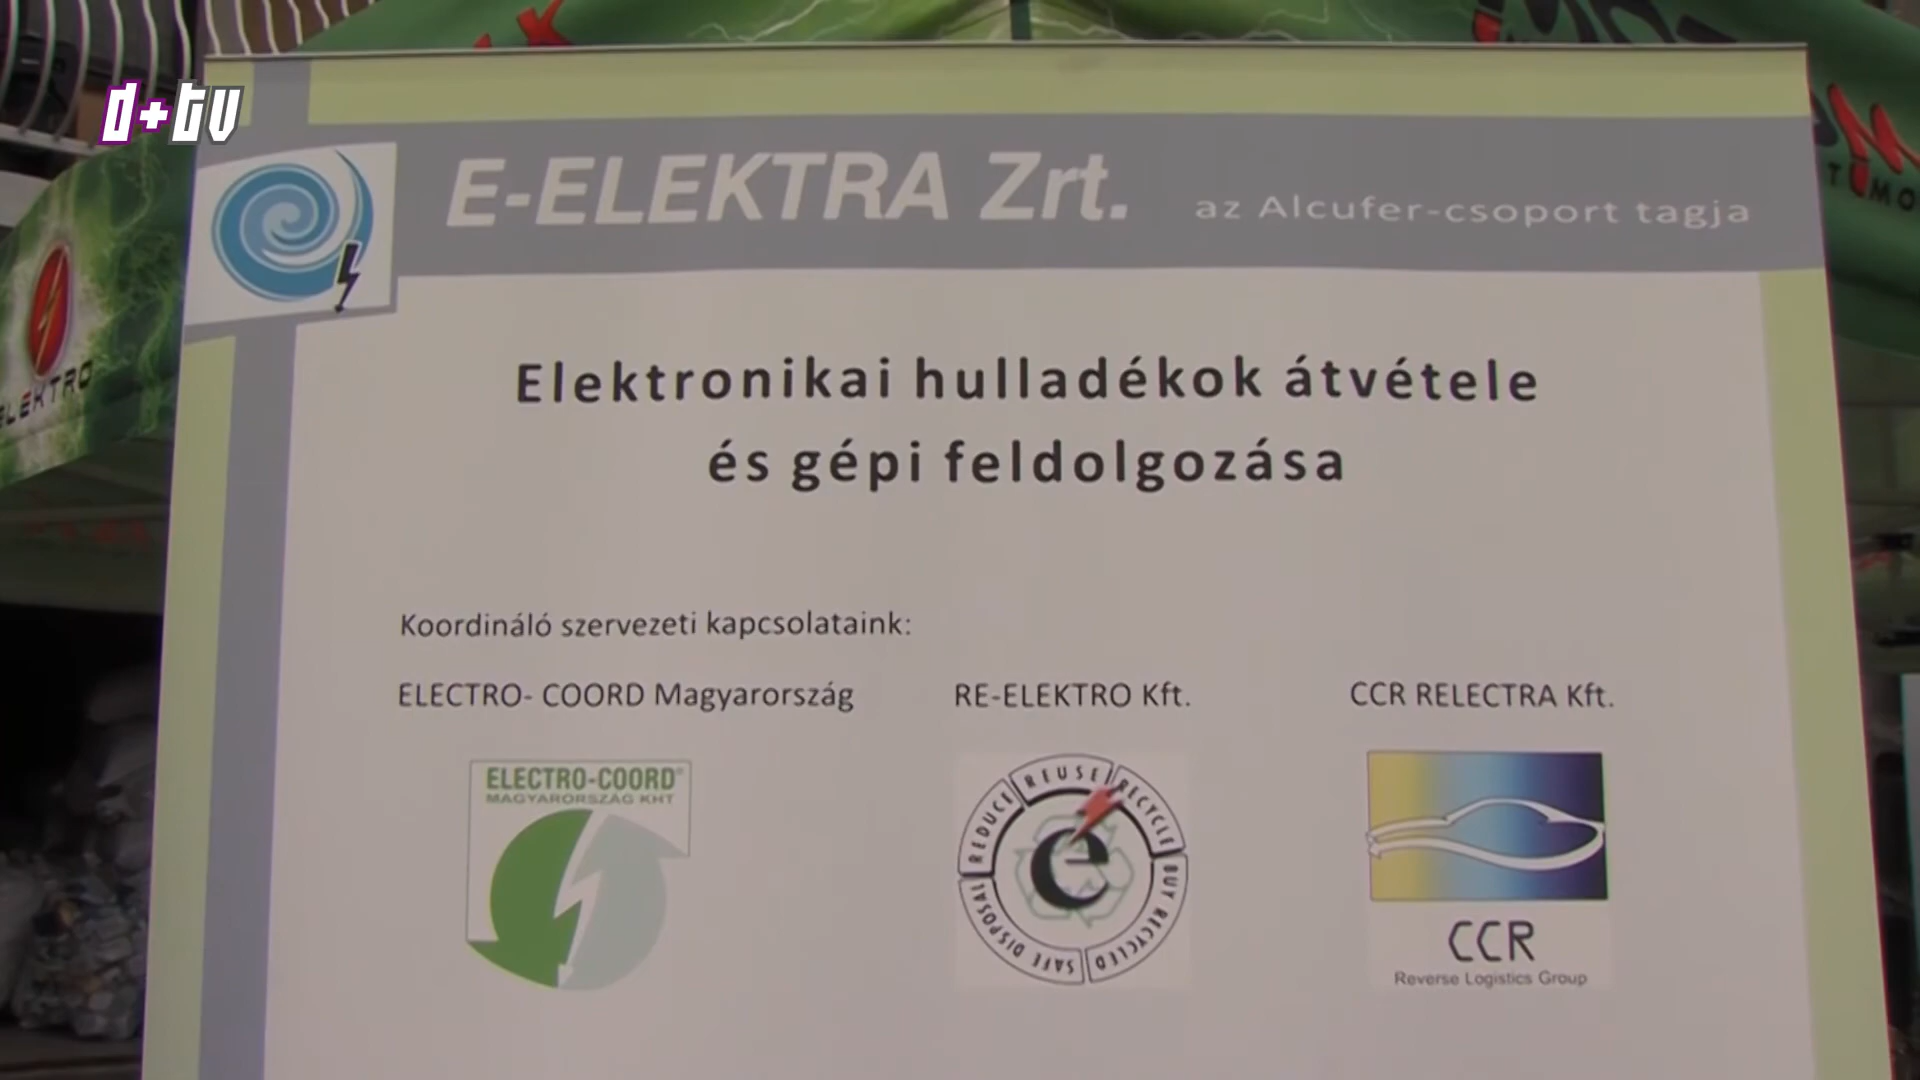 d+tv
E-ELEKTRA Zrt. az Alcufer-csoport tagja
ELEKTRO
Elektronikai hulladékok átvétele
és gépi feldolgozása
Koordináló szervezeti kapcsolataink:
ELECTRO- COORD Magyarország
RE-ELEKTRO Kft.
CCR RELECTRA Kft.
ELECTRO-COORD®
MAGYARORSZÁG KHT
REDUCE REUSE RECYCLE BUY RECYCLED SAFE DISPOSAL
e
CCR
Reverse Logistics Group